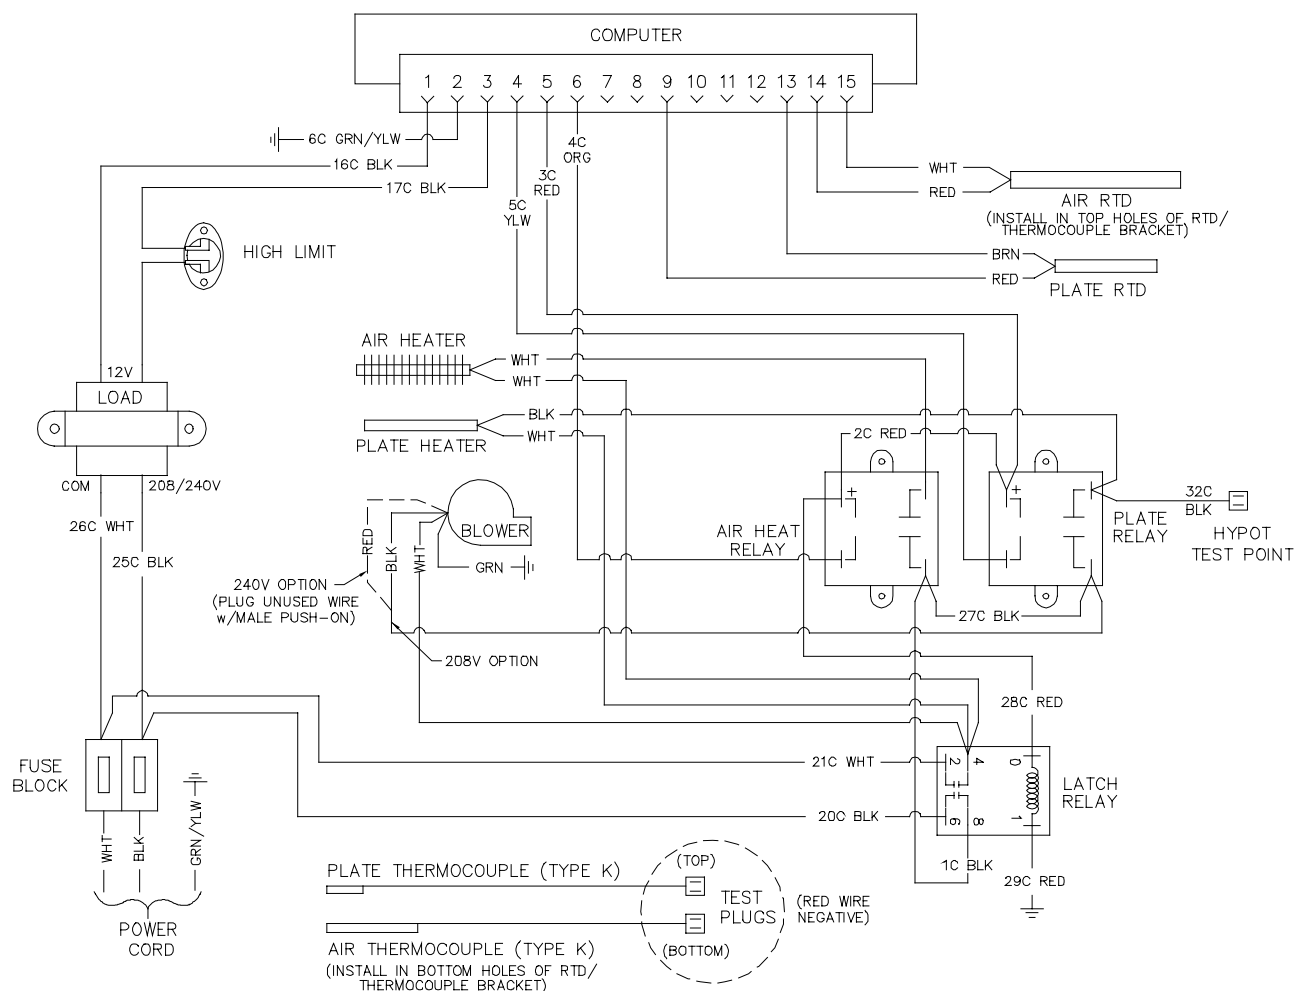 COMPUTER
1 2 3 4 5 6 7 8 9 10 11 12 13 14 15
6C GRN/YLW
16C BLK
17C BLK
4C
ORG
3C
RED
5C
YLW
WHT
RED
AIR RTD
(INSTALL IN TOP HOLES OF RTD/
THERMOCOUPLE BRACKET)
BRN
RED
PLATE RTD
HIGH LIMIT
AIR HEATER
WHT
WHT
BLK
WHT
PLATE HEATER
12V
LOAD
COM
208/240V
26C WHT
25C BLK
2C RED
+
+
AIR HEAT
RELAY
PLATE
RELAY
32C
BLK
HYPOT
TEST POINT
BLOWER
RED
BLK
WHT
GRN
240V OPTION
(PLUG UNUSED WIRE
w/MALE PUSH-ON)
208V OPTION
27C BLK
28C RED
FUSE
BLOCK
21C WHT
20C BLK
2 4 0
6 8 1
LATCH
RELAY
1C BLK
29C RED
WHT
BLK
GRN/YLW
POWER
CORD
PLATE THERMOCOUPLE (TYPE K)
(TOP)
TEST
PLUGS
(RED WIRE
NEGATIVE)
AIR THERMOCOUPLE (TYPE K)
(BOTTOM)
(INSTALL IN BOTTOM HOLES OF RTD/
THERMOCOUPLE BRACKET)